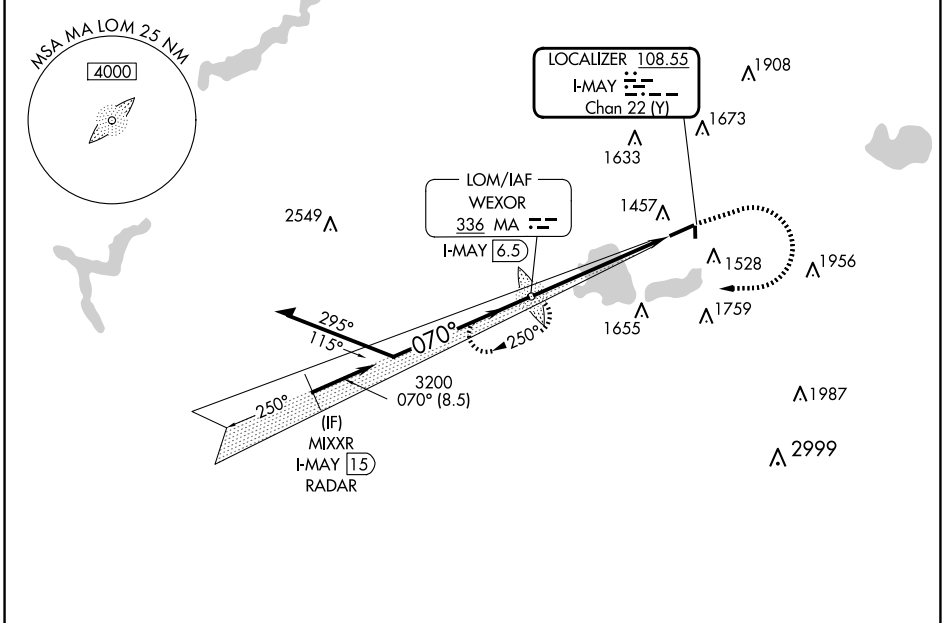 MSA MA LOM 25 NM
4000
LOCALIZER 108.55
I-MAY
Chan 22 (Y)
1908
1673
1633
LOM/IAF
WEXOR
336 MA
I-MAY 6.5
2549
1457
1528
1956
1655
1759
295°
115°
070°
250°
3200
070° (8.5)
250°
(IF)
MIXXR
I-MAY 15
RADAR
1987
2999